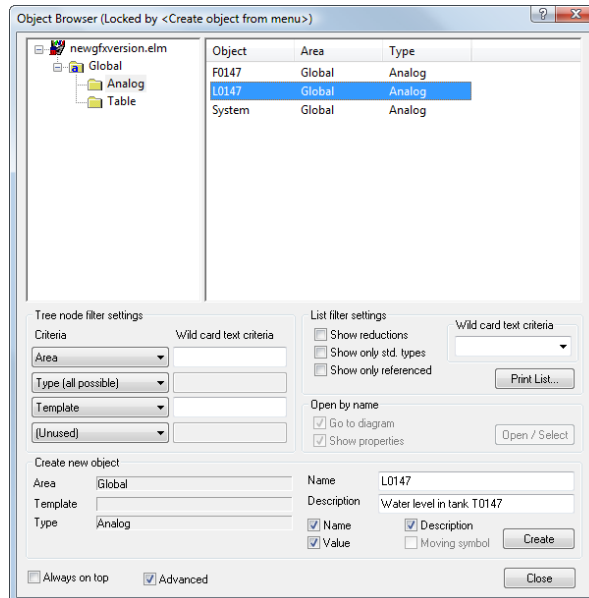 Object Browser (Locked by <Create object from menu>)
newgfxversion.elm
a Global
Analog
Table
Object Area Type
F0147 Global Analog
L0147 Global Analog
System Global Analog
Tree node filter settings
Criteria Wild card text criteria
Area
Type (all possible)
Template
(Unused)
List filter settings
Show reductions
Show only std. types
Show only referenced
Wild card text criteria
Print List...
Open by name
Go to diagram
Show properties
Open / Select
Create new object
Area Global
Template
Type Analog
Name L0147
Description Water level in tank T0147
Name Description
Value Moving symbol
Create
Always on top Advanced
Close